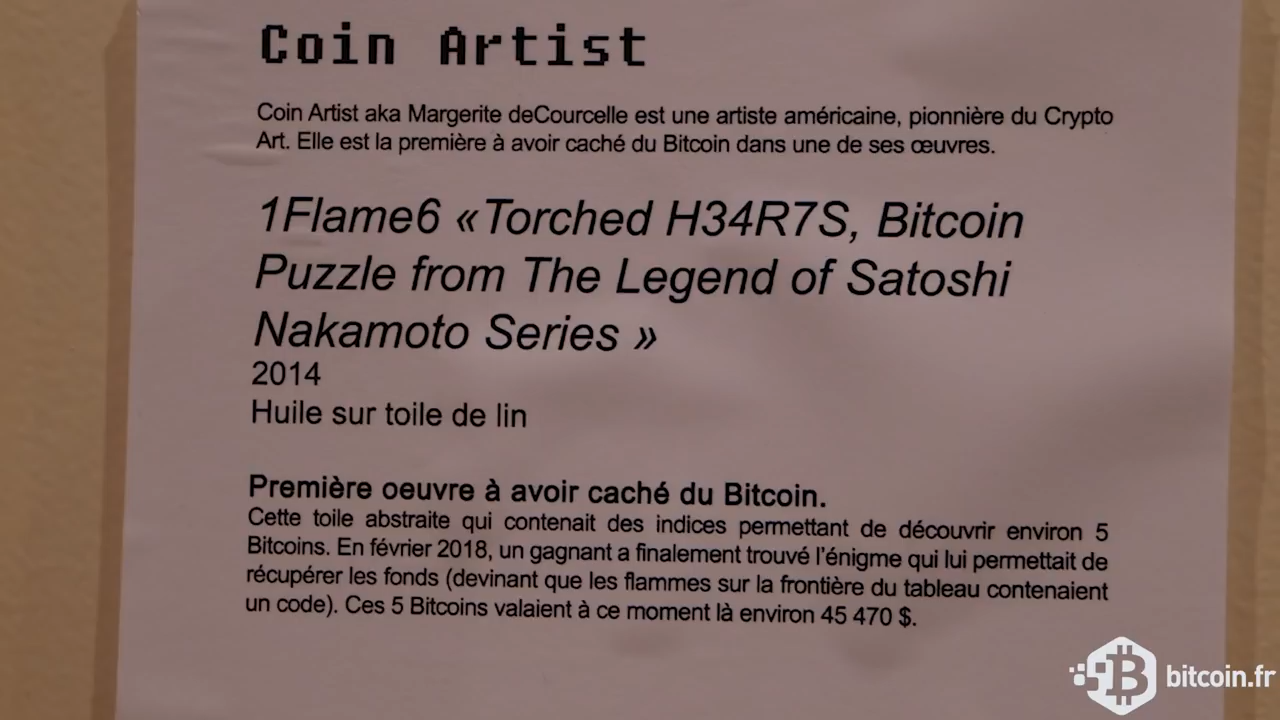 Coin Artist
Coin Artist aka Margerite deCourcelle est une artiste américaine, pionnière du Crypto
Art. Elle est la première à avoir caché du Bitcoin dans une de ses œuvres.
1Flame6 «Torched H34R7S, Bitcoin
Puzzle from The Legend of Satoshi
Nakamoto Series »
2014
Huile sur toile de lin
Première oeuvre à avoir caché du Bitcoin.
Cette toile abstraite qui contenait des indices permettant de découvrir environ 5
Bitcoins. En février 2018, un gagnant a finalement trouvé l'énigme qui lui permettait de
récupérer les fonds (devinant que les flammes sur la frontière du tableau contenaient
un code). Ces 5 Bitcoins valaient à ce moment là environ 45 470 $.
bitcoin.fr